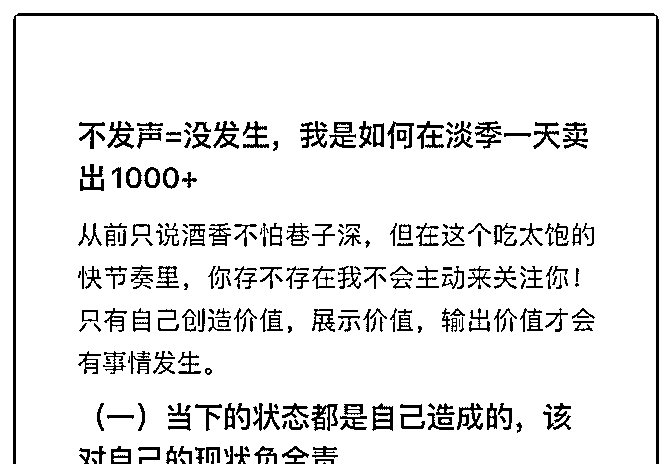 不发声=没发生，我是如何在淡季一天卖
出1000+
从前只说酒香不怕巷子深，但在这个吃太饱的
快节奏里，你存不存在我不会主动来关注你！
只有自己创造价值，展示价值，输出价值才会
有事情发生。
（一）当下的状态都是自己造成的，该
对自己的现状负全责